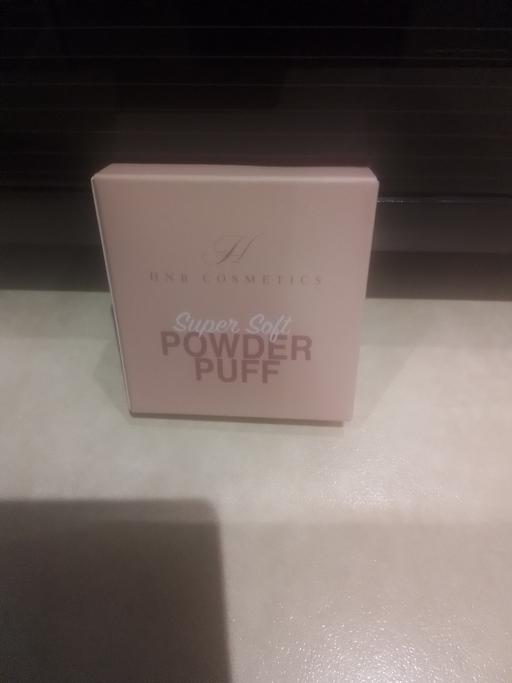 H
HNB COSMETICS
Super Soft
POWDER
PUFF